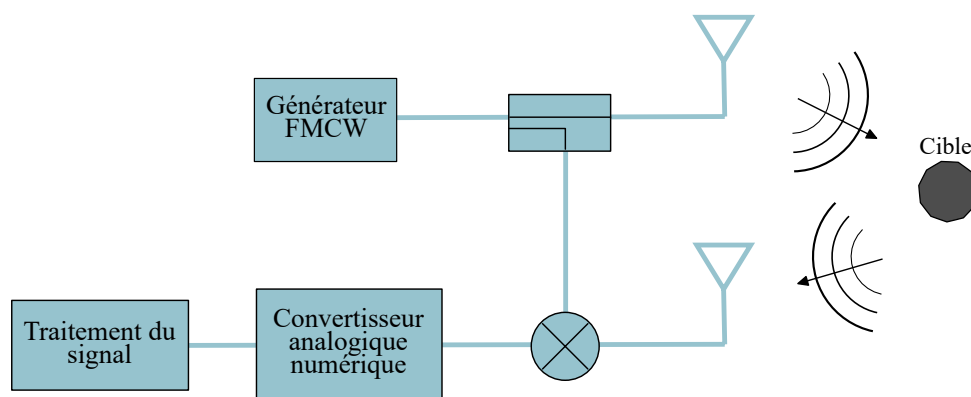 Générateur
FMCW
Cible
Traitement du
signal
Convertisseur
analogique
numérique